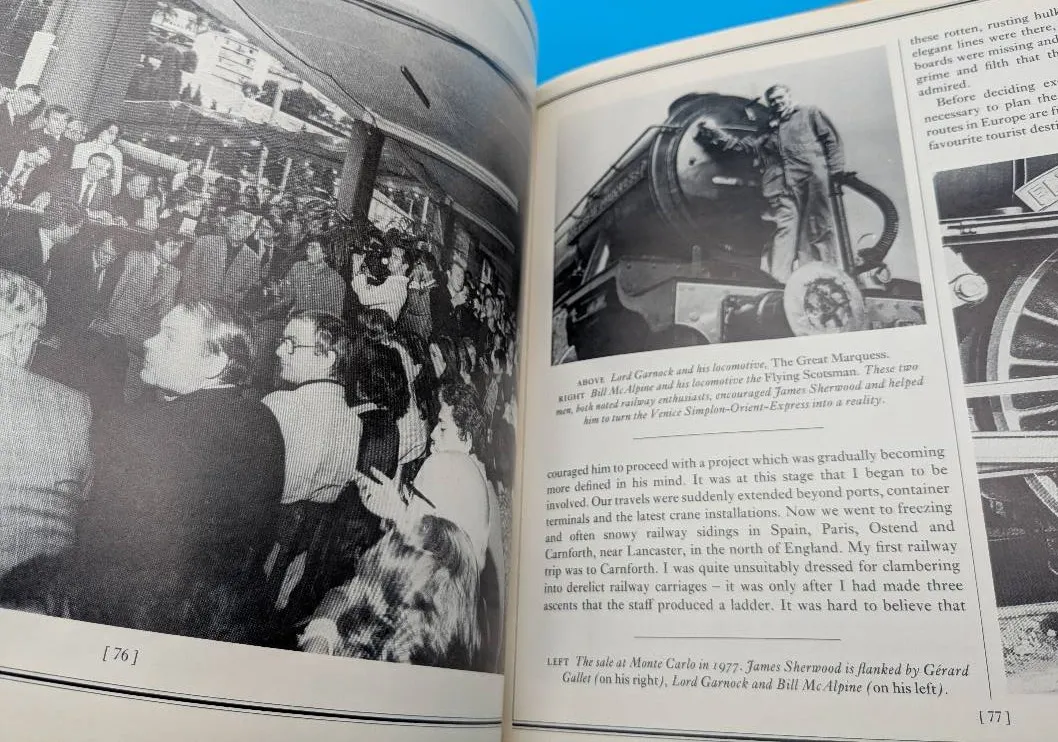 [ 76 ]
ABOVE Lord Garnock and his locomotive, The Great Marquess.
RIGHT Bill McAlpine and his locomotive the Flying Scotsman. These two
men, both noted railway enthusiasts, encouraged James Sherwood and helped
him to turn the Venice Simplon-Orient-Express into a reality.
couraged him to proceed with a project which was gradually becoming
more defined in his mind. It was at this stage that I began to be
involved. Our travels were suddenly extended beyond ports, container
terminals and the latest crane installations. Now we went to freezing
and often snowy railway sidings in Spain, Paris, Ostend and
Carnforth, near Lancaster, in the north of England. My first railway
trip was to Carnforth. I was quite unsuitably dressed for clambering
into derelict railway carriages – it was only after I had made three
ascents that the staff produced a ladder. It was hard to believe that
LEFT The sale at Monte Carlo in 1977. James Sherwood is flanked by Gérard
Gallet (on his right), Lord Garnock and Bill McAlpine (on his left).
these rotten, rusting hulk
elegant lines were there,
boards were missing and
grime and filth that th
admired.
Before deciding ex
necessary to plan the
routes in Europe are fu
favourite tourist desti
[ 77 ]